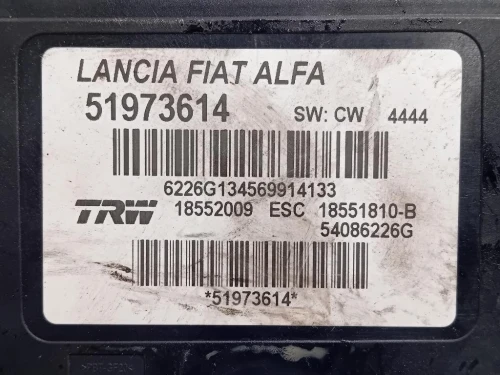 LANCIA FIAT ALFA
51973614 SW: CW 4444
6226G134569914133
TRW 18552009 ESC 18551810-B
54086226G
*51973614*